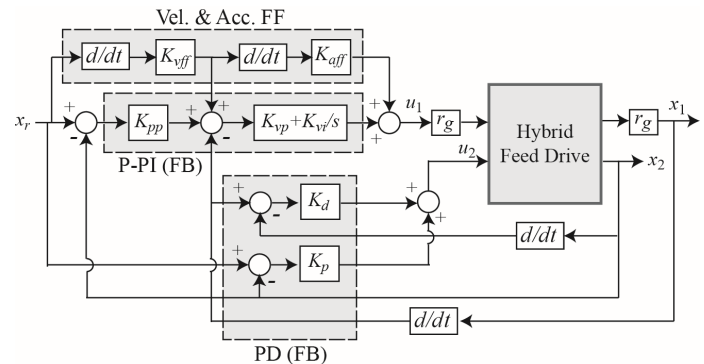 Vel. & Acc. FF
d/dt
K_vff
d/dt
K_aff
x_r
+
-
K_pp
+
+
-
K_vp+K_vi/s
+
+
u_1
r_g
Hybrid
Feed Drive
r_g
x_1
P-PI (FB)
u_2
x_2
+
-
K_d
+
+
d/dt
+
-
K_p
d/dt
PD (FB)